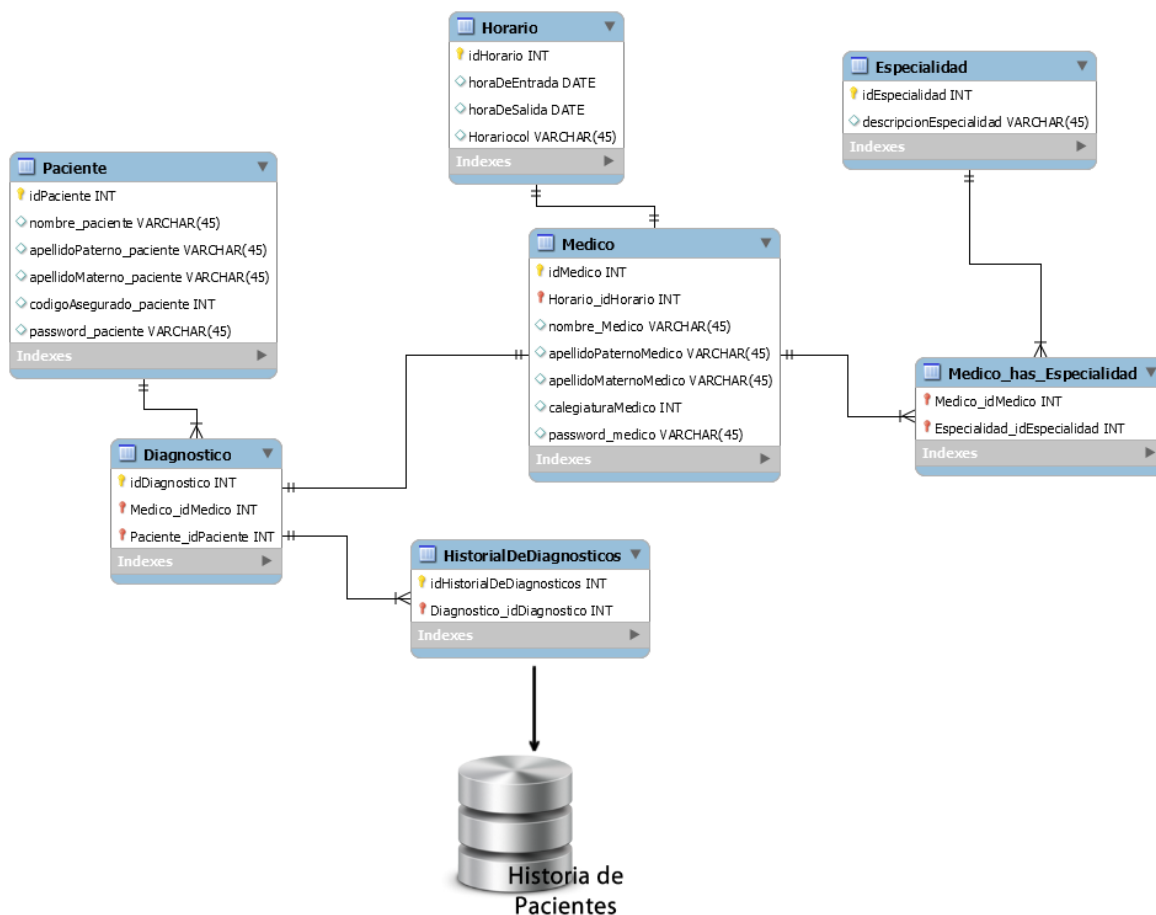 Horario
idHorario INT
horaDeEntrada DATE
horaDeSalida DATE
Horariocol VARCHAR(45)
Indexes
Especialidad
idEspecialidad INT
descripcionEspecialidad VARCHAR(45)
Indexes
Paciente
idPaciente INT
nombre_paciente VARCHAR(45)
apellidoPaterno_paciente VARCHAR(45)
apellidoMaterno_paciente VARCHAR(45)
codigoAsegurado_paciente INT
password_paciente VARCHAR(45)
Indexes
Medico
idMedico INT
Horario_idHorario INT
nombre_Medico VARCHAR(45)
apellidoPaternoMedico VARCHAR(45)
apellidoMaternoMedico VARCHAR(45)
calegiaturaMedico INT
password_medico VARCHAR(45)
Indexes
Medico_has_Especialidad
Medico_idMedico INT
Especialidad_idEspecialidad INT
Indexes
Diagnostico
idDiagnostico INT
Medico_idMedico INT
Paciente_idPaciente INT
Indexes
HistorialDeDiagnosticos
idHistorialDeDiagnosticos INT
Diagnostico_idDiagnostico INT
Indexes
Historia de
Pacientes